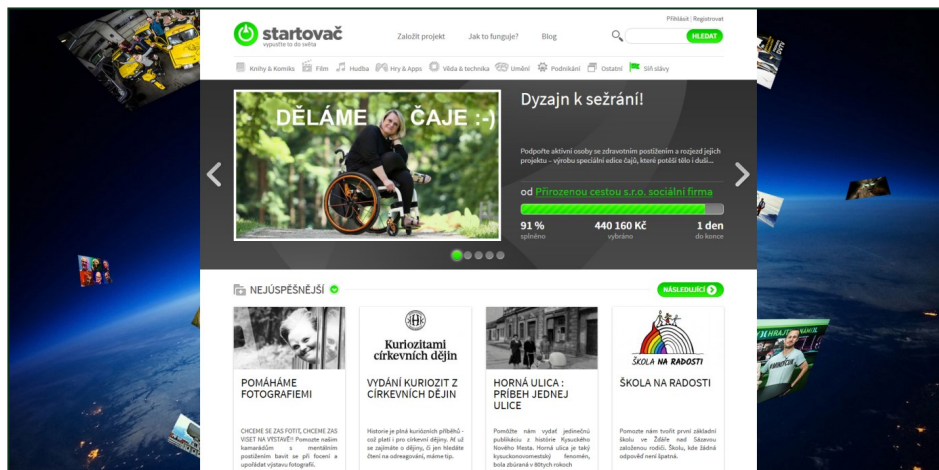 Přihlásit | Registrovat
startovač
vypusťte to do světa
Založit projekt
Jak to funguje?
Blog
HLEDAT
Knihy & Komiks
Film
Hudba
Hry & Apps
Věda & technika
Umění
Podnikání
Ostatní
Síň slávy
DĚLÁME ČAJE :-)
Dyzajn k sežrání!
Podpořte aktivní osoby se zdravotním postižením a rozjezd jejich
projektu – výrobu speciální edice čajů, které potěší tělo i duši...
od Přirozenou cestou s.r.o. sociální firma
91 %
splněno
440 160 Kč
vybráno
1 den
do konce
NEJÚSPĚŠNĚJŠÍ
NÁSLEDUJÍCÍ
POMÁHÁME
FOTOGRAFIEMI
CHCEME SE ZAS FOTIT, CHCEME ZAS
VISET NA VÝSTAVĚ!! Pomozte našim
kamarádům s mentálním
postižením bavit se při focení a
uspořádat výstavu fotografií.
Kuriozitami
církevních dějin
VYDÁNÍ KURIOZIT Z
CÍRKEVNÍCH DĚJIN
Historie je plná kuriózních příběhů -
což platí i pro církevní dějiny. Ať už
se zajímáte o dějiny, či jen hledáte
čtení na odreagování, máme tip.
HORNÁ ULICA :
PRÍBEH JEDNEJ
ULICE
Pomôžte nám vydať jedinečnú
publikáciu z histórie Kysuckého
Nového Mesta. Horná ulica je taký
kysuckonovomestský fenomén,
bola zbúraná v 80tych rokoch
ŠKOLA NA RADOSTI
ŠKOLA NA RADOSTI
Pomozte nám tvořit první základní
školu ve Žďáře nad Sázavou
založenou rodiči. Školu, kde žádná
odpověď není špatná.